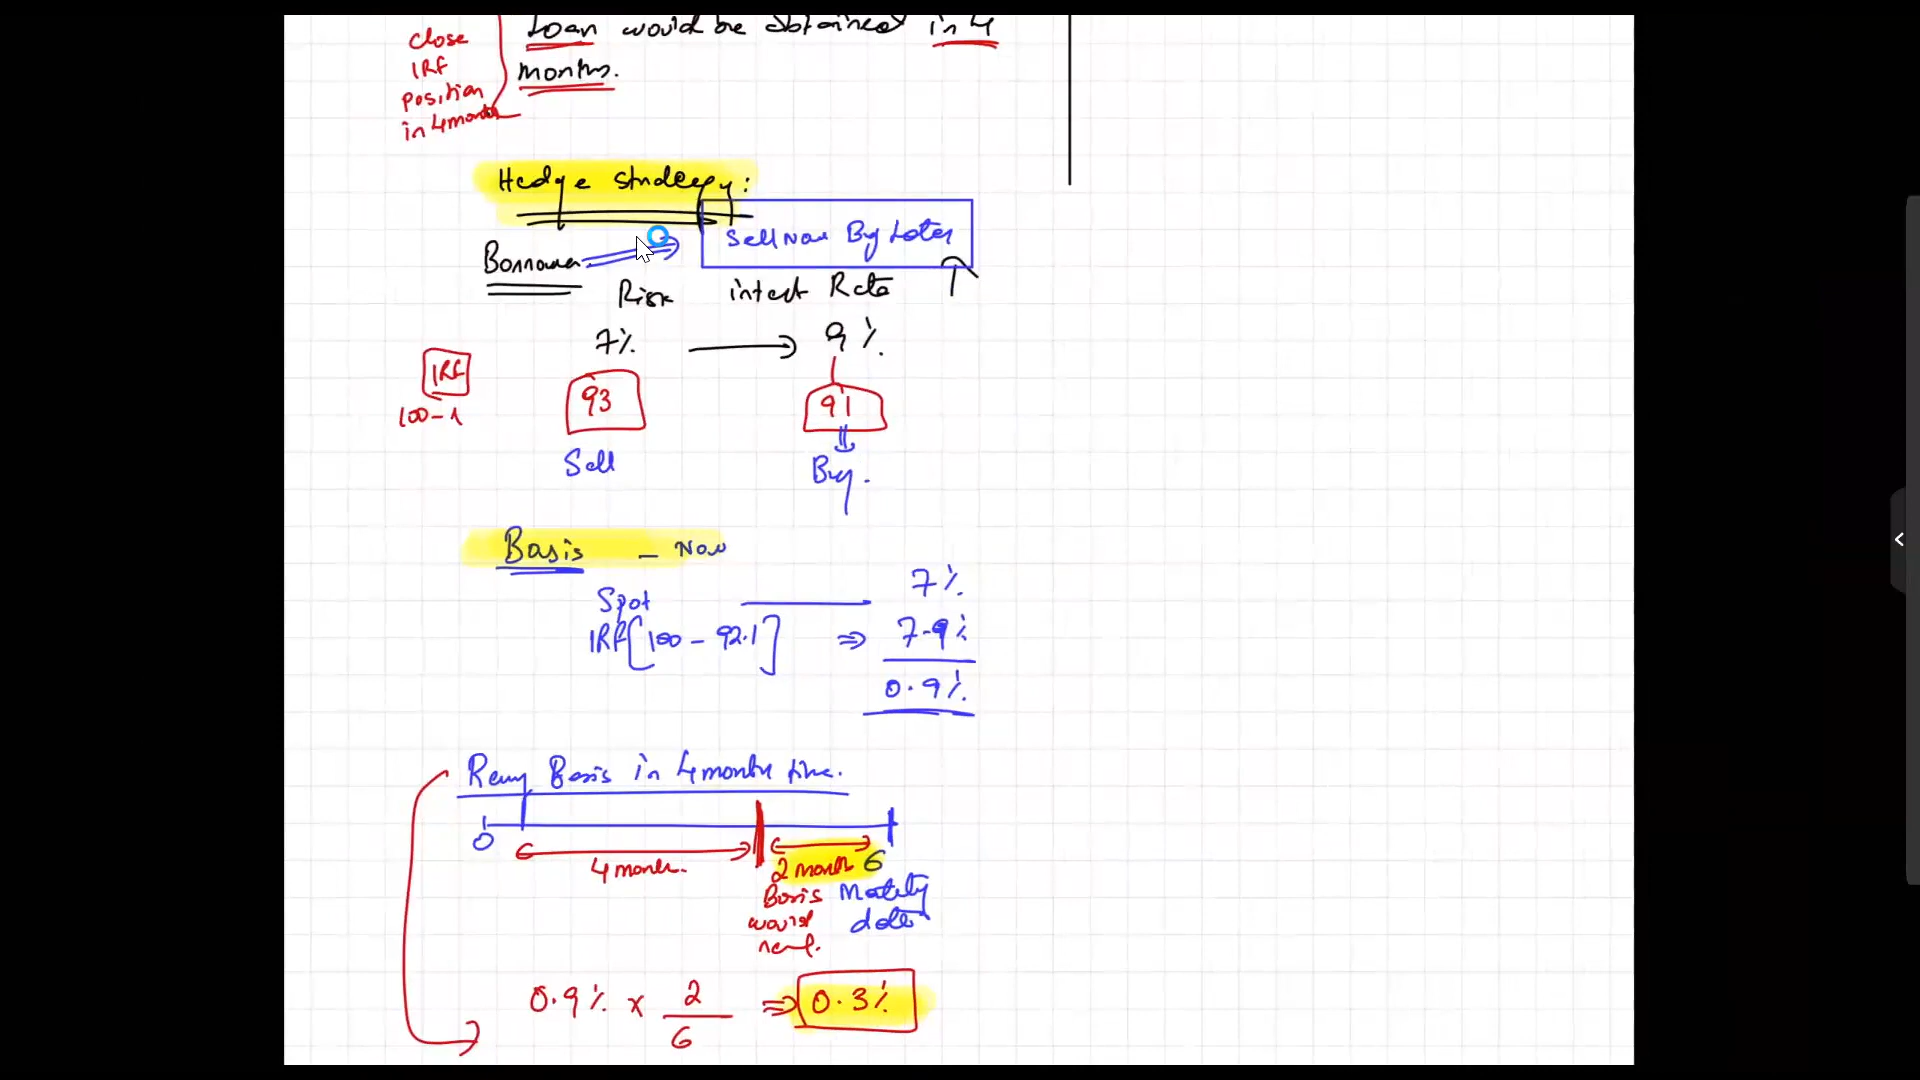 Loan would be obtained in 4
months.
close
IRF
position
in 4 month
Hedge Strategy:
Sell Now Buy Later
Borrower
Risk interest Rate
7% 9%
IRF
100-
93 91
Sell Buy.
Basis - Now
Spot 7%
IRF [100 - 92.1] ⇒ 7.9%
0.9%
Basis in 4 months time.
0
4 month.
2 month 6
Basis Maturity
would date
0.9% x 2/6 ⇒ 0.3%